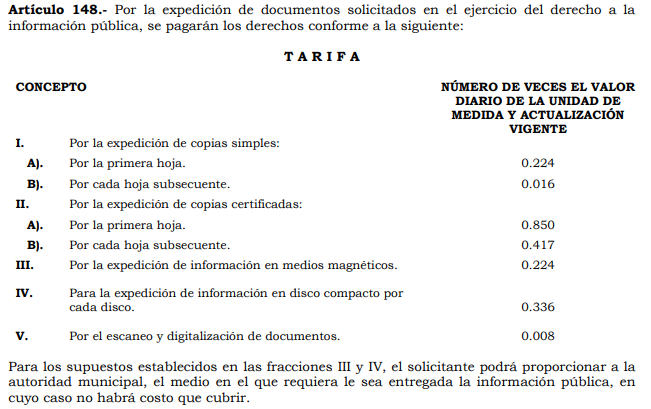 Artículo 148.- Por la expedición de documentos solicitados en el ejercicio del derecho a la
información pública, se pagarán los derechos conforme a la siguiente:
T A R I F A
CONCEPTO NÚMERO DE VECES EL VALOR
DIARIO DE LA UNIDAD DE
MEDIDA Y ACTUALIZACIÓN
VIGENTE
I. Por la expedición de copias simples:
A). Por la primera hoja. 0.224
B). Por cada hoja subsecuente. 0.016
II. Por la expedición de copias certificadas:
A). Por la primera hoja. 0.850
B). Por cada hoja subsecuente. 0.417
III. Por la expedición de información en medios magnéticos. 0.224
IV. Para la expedición de información en disco compacto por
cada disco. 0.336
V. Por el escaneo y digitalización de documentos. 0.008
Para los supuestos establecidos en las fracciones III y IV, el solicitante podrá proporcionar a la
autoridad municipal, el medio en el que requiera le sea entregada la información pública, en
cuyo caso no habrá costo que cubrir.